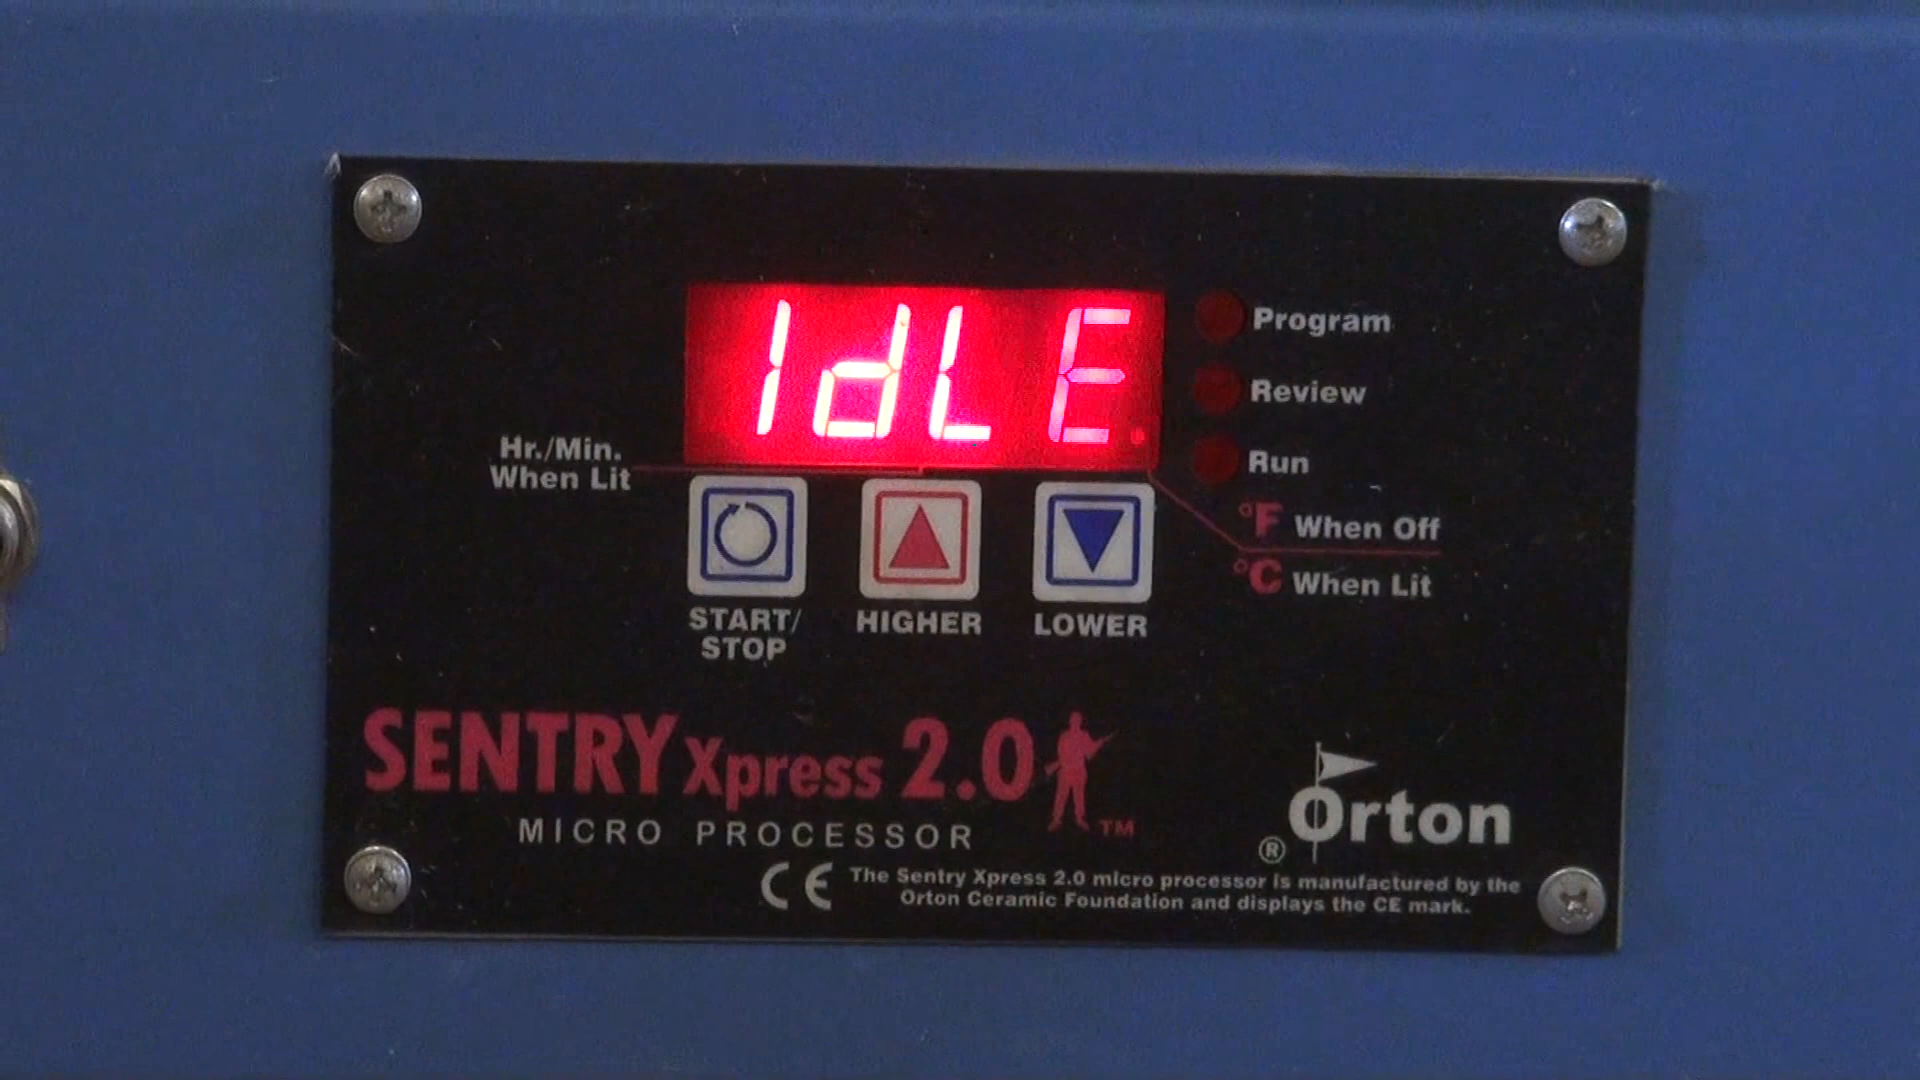 IdLE
Program
Review
Run
Hr./Min.
When Lit
°F When Off
°C When Lit
START/
STOP
HIGHER
LOWER
SENTRY Xpress 2.0 ™
MICRO PROCESSOR
® Orton
CE
The Sentry Xpress 2.0 micro processor is manufactured by the
Orton Ceramic Foundation and displays the CE mark.